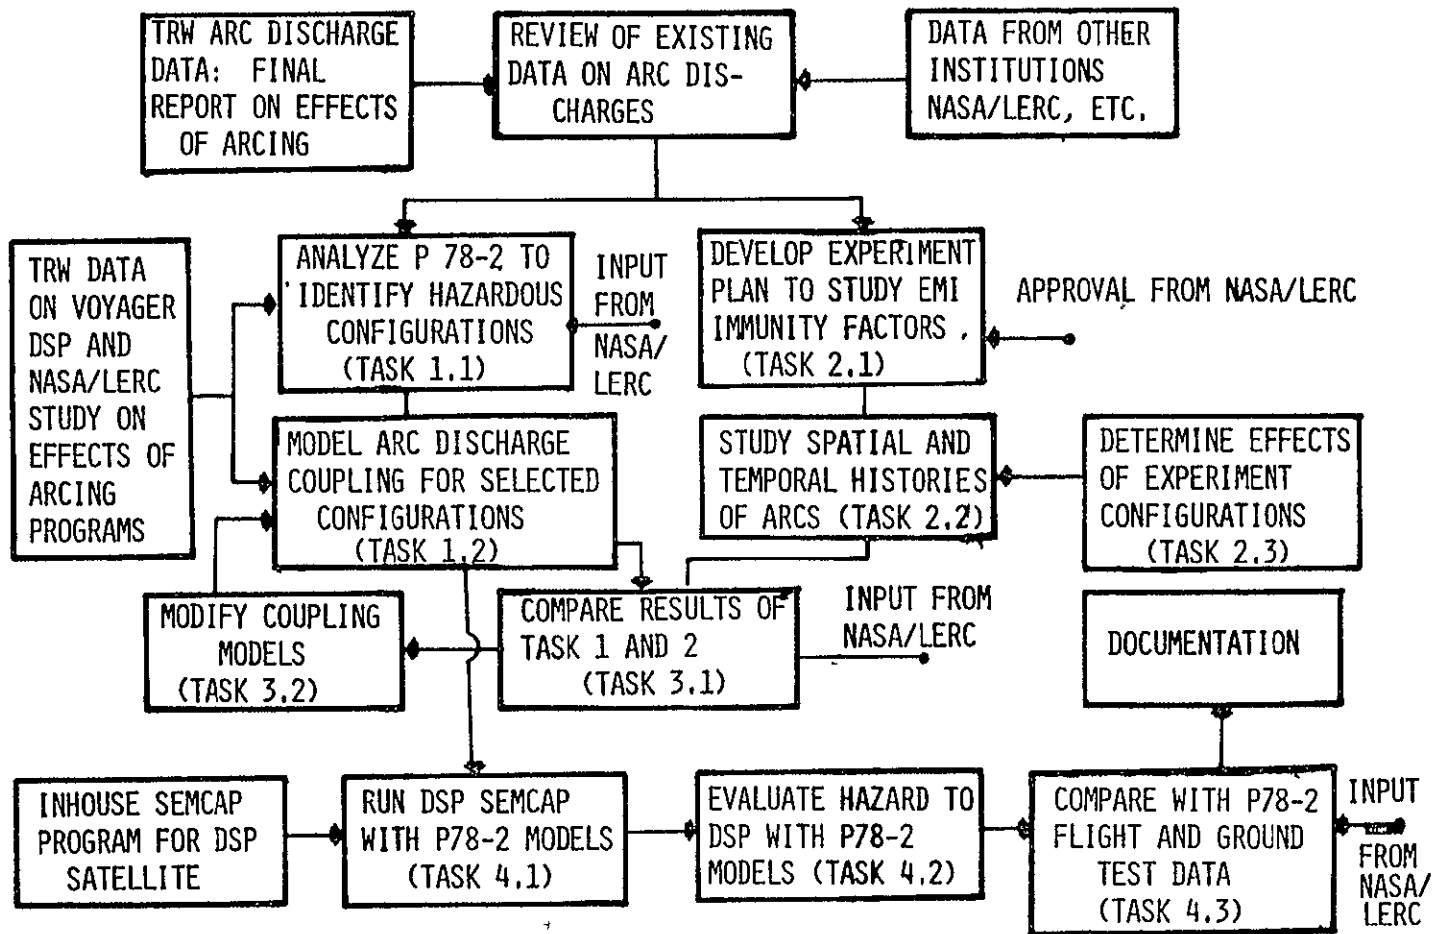 TRW ARC DISCHARGE
DATA: FINAL
REPORT ON EFFECTS
OF ARCING
REVIEW OF EXISTING
DATA ON ARC DIS-
CHARGES
DATA FROM OTHER
INSTITUTIONS
NASA/LERC, ETC.
TRW DATA
ON VOYAGER
DSP AND
NASA/LERC
STUDY ON
EFFECTS OF
ARCING
PROGRAMS
ANALYZE P 78-2 TO
IDENTIFY HAZARDOUS
CONFIGURATIONS
(TASK 1.1)
INPUT
FROM
NASA/
LERC
DEVELOP EXPERIMENT
PLAN TO STUDY EMI
IMMUNITY FACTORS .
(TASK 2.1)
APPROVAL FROM NASA/LERC
MODEL ARC DISCHARGE
COUPLING FOR SELECTED
CONFIGURATIONS
(TASK 1.2)
STUDY SPATIAL AND
TEMPORAL HISTORIES
OF ARCS (TASK 2.2)
DETERMINE EFFECTS
OF EXPERIMENT
CONFIGURATIONS
(TASK 2.3)
MODIFY COUPLING
MODELS
(TASK 3.2)
COMPARE RESULTS OF
TASK 1 AND 2
(TASK 3.1)
INPUT FROM
NASA/LERC
DOCUMENTATION
INHOUSE SEMCAP
PROGRAM FOR DSP
SATELLITE
RUN DSP SEMCAP
WITH P78-2 MODELS
(TASK 4.1)
EVALUATE HAZARD TO
DSP WITH P78-2
MODELS (TASK 4.2)
COMPARE WITH P78-2
FLIGHT AND GROUND
TEST DATA
(TASK 4.3)
INPUT
FROM
NASA/
LERC